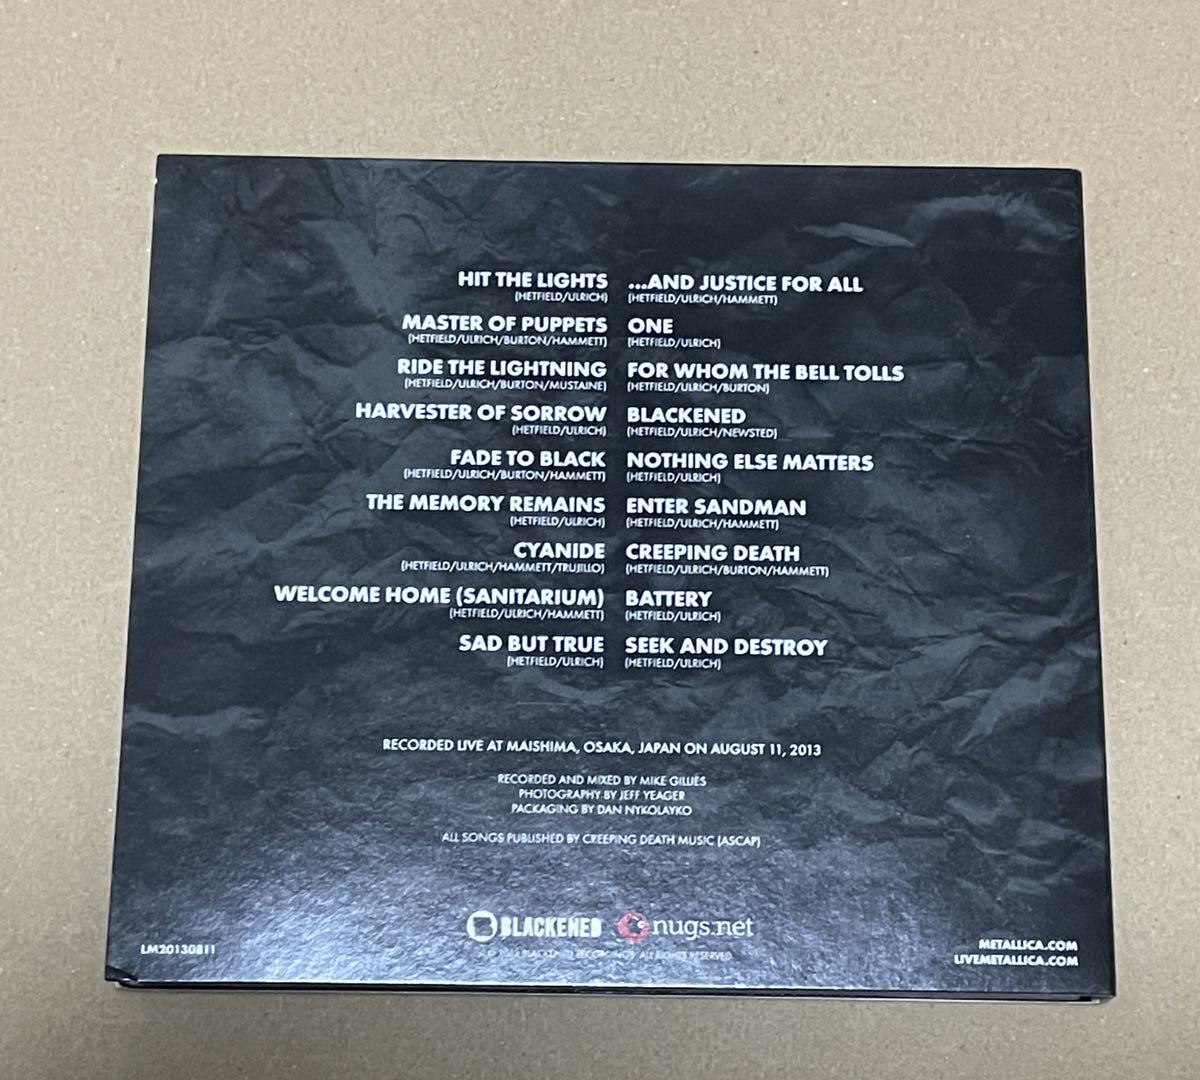 HIT THE LIGHTS
(HETFIELD/ULRICH)
MASTER OF PUPPETS
(HETFIELD/ULRICH/BURTON/HAMMETT)
RIDE THE LIGHTNING
(HETFIELD/ULRICH/BURTON/MUSTAINE)
HARVESTER OF SORROW
(HETFIELD/ULRICH)
FADE TO BLACK
(HETFIELD/ULRICH/BURTON/HAMMETT)
THE MEMORY REMAINS
(HETFIELD/ULRICH)
CYANIDE
(HETFIELD/ULRICH/HAMMETT/TRUJILLO)
WELCOME HOME (SANITARIUM)
(HETFIELD/ULRICH/HAMMETT)
SAD BUT TRUE
(HETFIELD/ULRICH)
...AND JUSTICE FOR ALL
(HETFIELD/ULRICH/HAMMETT)
ONE
(HETFIELD/ULRICH)
FOR WHOM THE BELL TOLLS
(HETFIELD/ULRICH/BURTON)
BLACKENED
(HETFIELD/ULRICH/NEWSTED)
NOTHING ELSE MATTERS
(HETFIELD/ULRICH)
ENTER SANDMAN
(HETFIELD/ULRICH/HAMMETT)
CREEPING DEATH
(HETFIELD/ULRICH/BURTON/HAMMETT)
BATTERY
(HETFIELD/ULRICH)
SEEK AND DESTROY
(HETFIELD/ULRICH)
RECORDED LIVE AT MAISHIMA, OSAKA, JAPAN ON AUGUST 11, 2013
RECORDED AND MIXED BY MIKE GILLIES
PHOTOGRAPHY BY JEFF YEAGER
PACKAGING BY DAN NYKOLAYKO
ALL SONGS PUBLISHED BY CREEPING DEATH MUSIC (ASCAP)
BLACKENED
nugs.net
BLACKENED RECORDINGS. ALL RIGHTS RESERVED.
LM20130811
METALLICA.COM
LIVEMETALLICA.COM